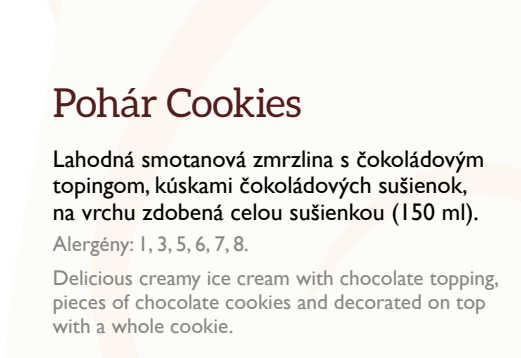 Pohár Cookies
Lahodná smotanová zmrzlina s čokoládovým
topingom, kúskami čokoládových sušienok,
na vrchu zdobená celou sušienkou (150 ml).
Alergény: 1, 3, 5, 6, 7, 8.
Delicious creamy ice cream with chocolate topping,
pieces of chocolate cookies and decorated on top
with a whole cookie.